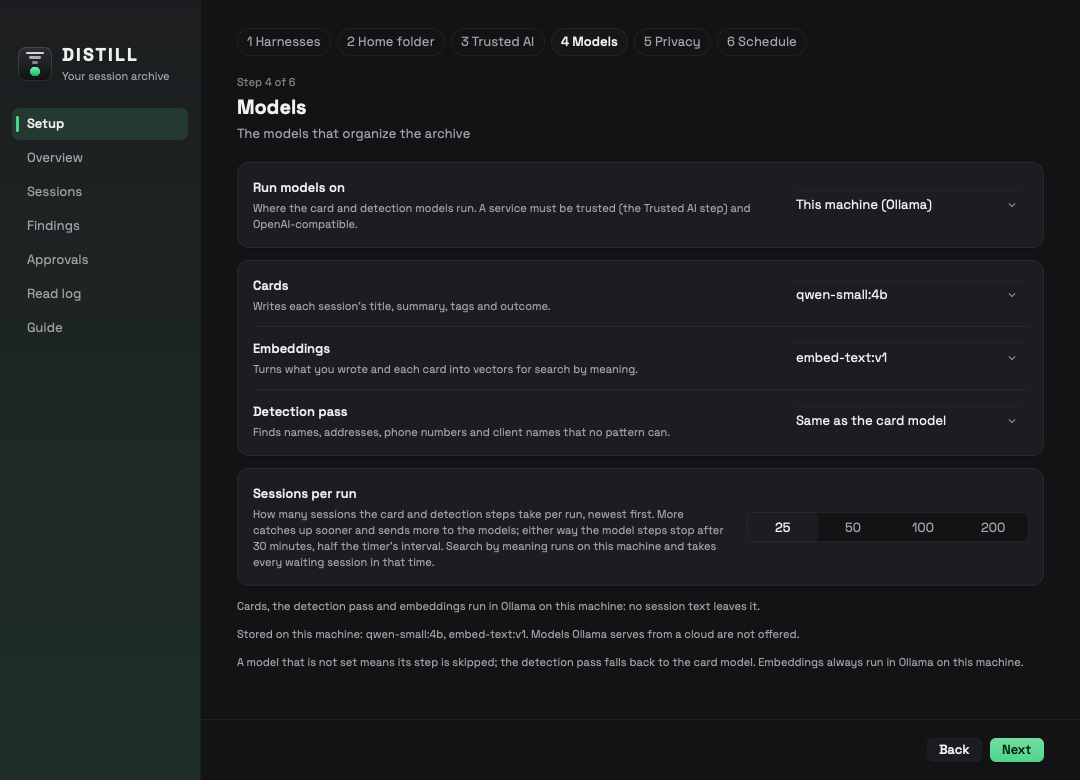 DISTILL
Your session archive
Setup
Overview
Sessions
Findings
Approvals
Read log
Guide
1 Harnesses
2 Home folder
3 Trusted AI
4 Models
5 Privacy
6 Schedule
Step 4 of 6
Models
The models that organize the archive
Run models on
Where the card and detection models run. A service must be trusted (the Trusted AI step) and
OpenAI-compatible.
This machine (Ollama)
Cards
Writes each session's title, summary, tags and outcome.
qwen-small:4b
Embeddings
Turns what you wrote and each card into vectors for search by meaning.
embed-text:v1
Detection pass
Finds names, addresses, phone numbers and client names that no pattern can.
Same as the card model
Sessions per run
How many sessions the card and detection steps take per run, newest first. More
catches up sooner and sends more to the models; either way the model steps stop after
30 minutes, half the timer's interval. Search by meaning runs on this machine and takes
every waiting session in that time.
25
50
100
200
Cards, the detection pass and embeddings run in Ollama on this machine: no session text leaves it.
Stored on this machine: qwen-small:4b, embed-text:v1. Models Ollama serves from a cloud are not offered.
A model that is not set means its step is skipped; the detection pass falls back to the card model. Embeddings always run in Ollama on this machine.
Back
Next